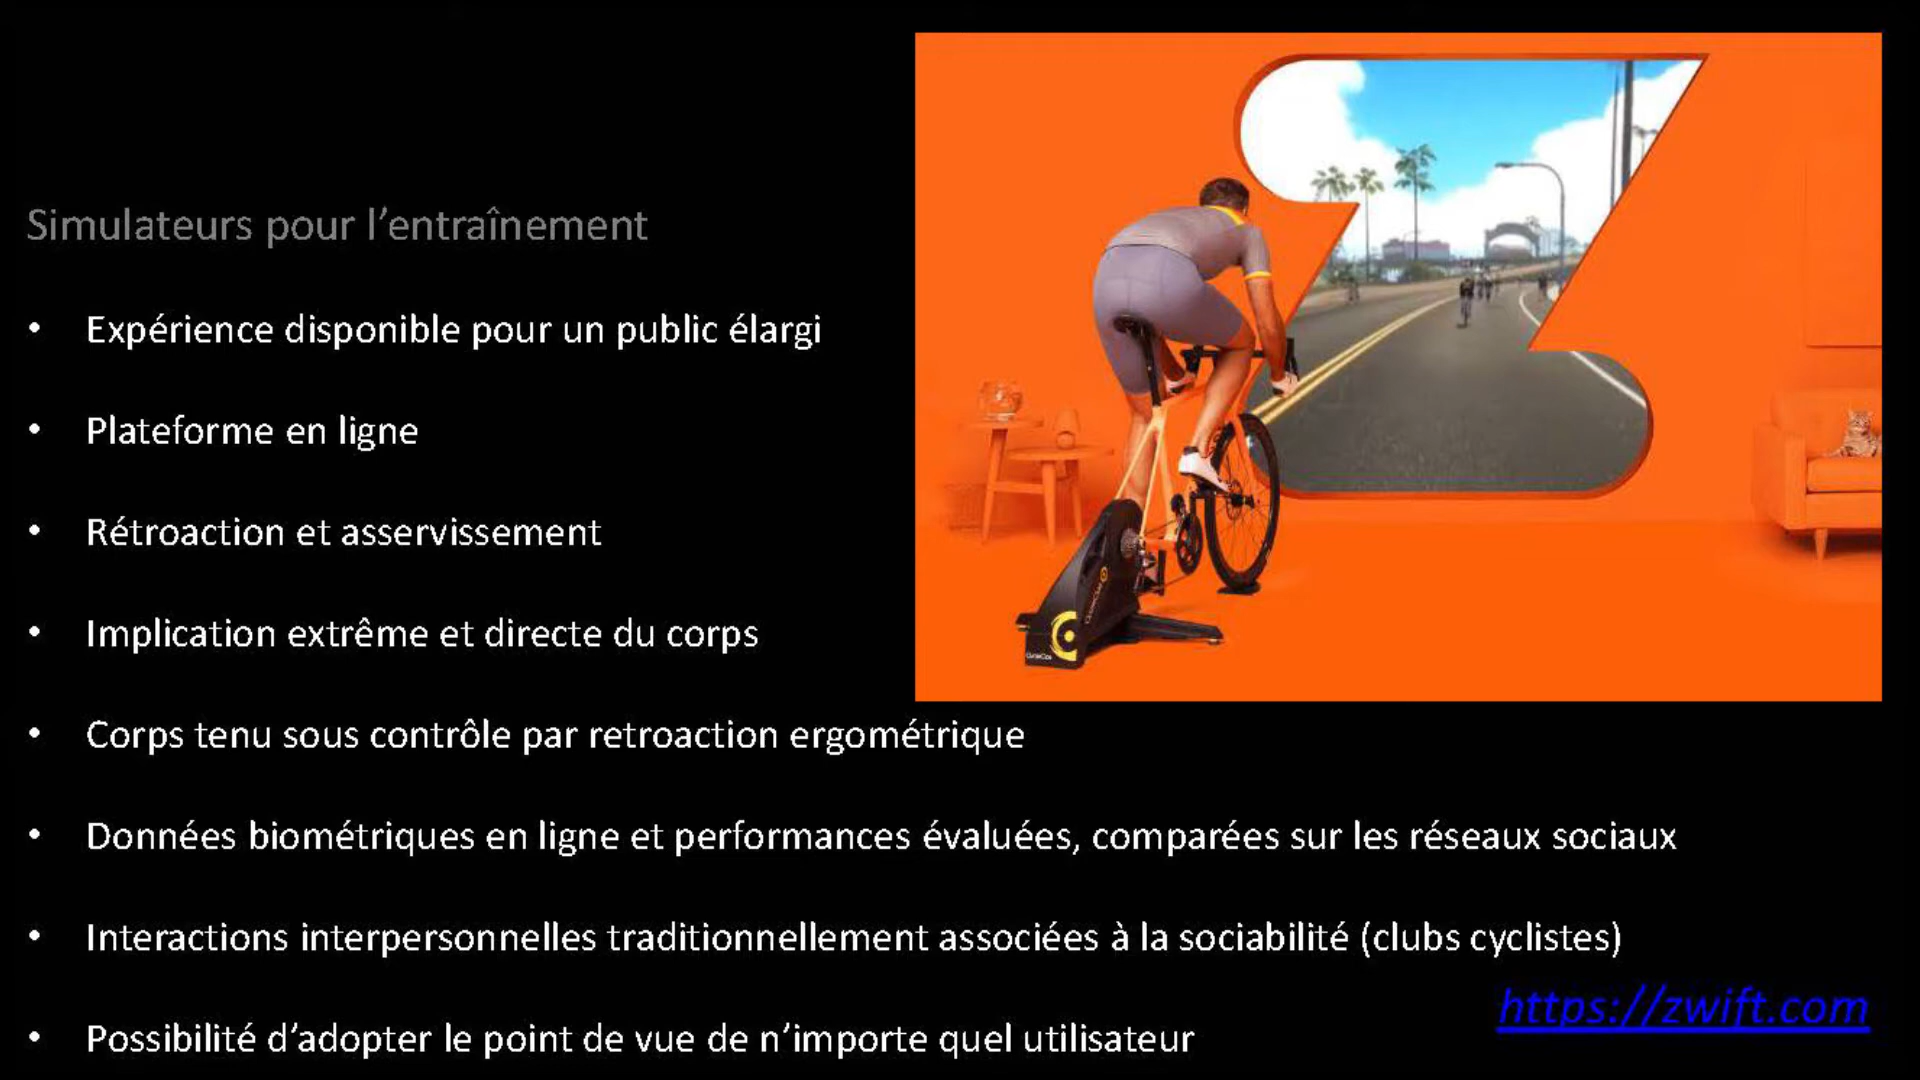 Simulateurs pour l’entraînement
• Expérience disponible pour un public élargi
• Plateforme en ligne
• Rétroaction et asservissement
• Implication extrême et directe du corps
• Corps tenu sous contrôle par retroaction ergométrique
• Données biométriques en ligne et performances évaluées, comparées sur les réseaux sociaux
• Interactions interpersonnelles traditionnellement associées à la sociabilité (clubs cyclistes)
• Possibilité d’adopter le point de vue de n’importe quel utilisateur
https://zwift.com